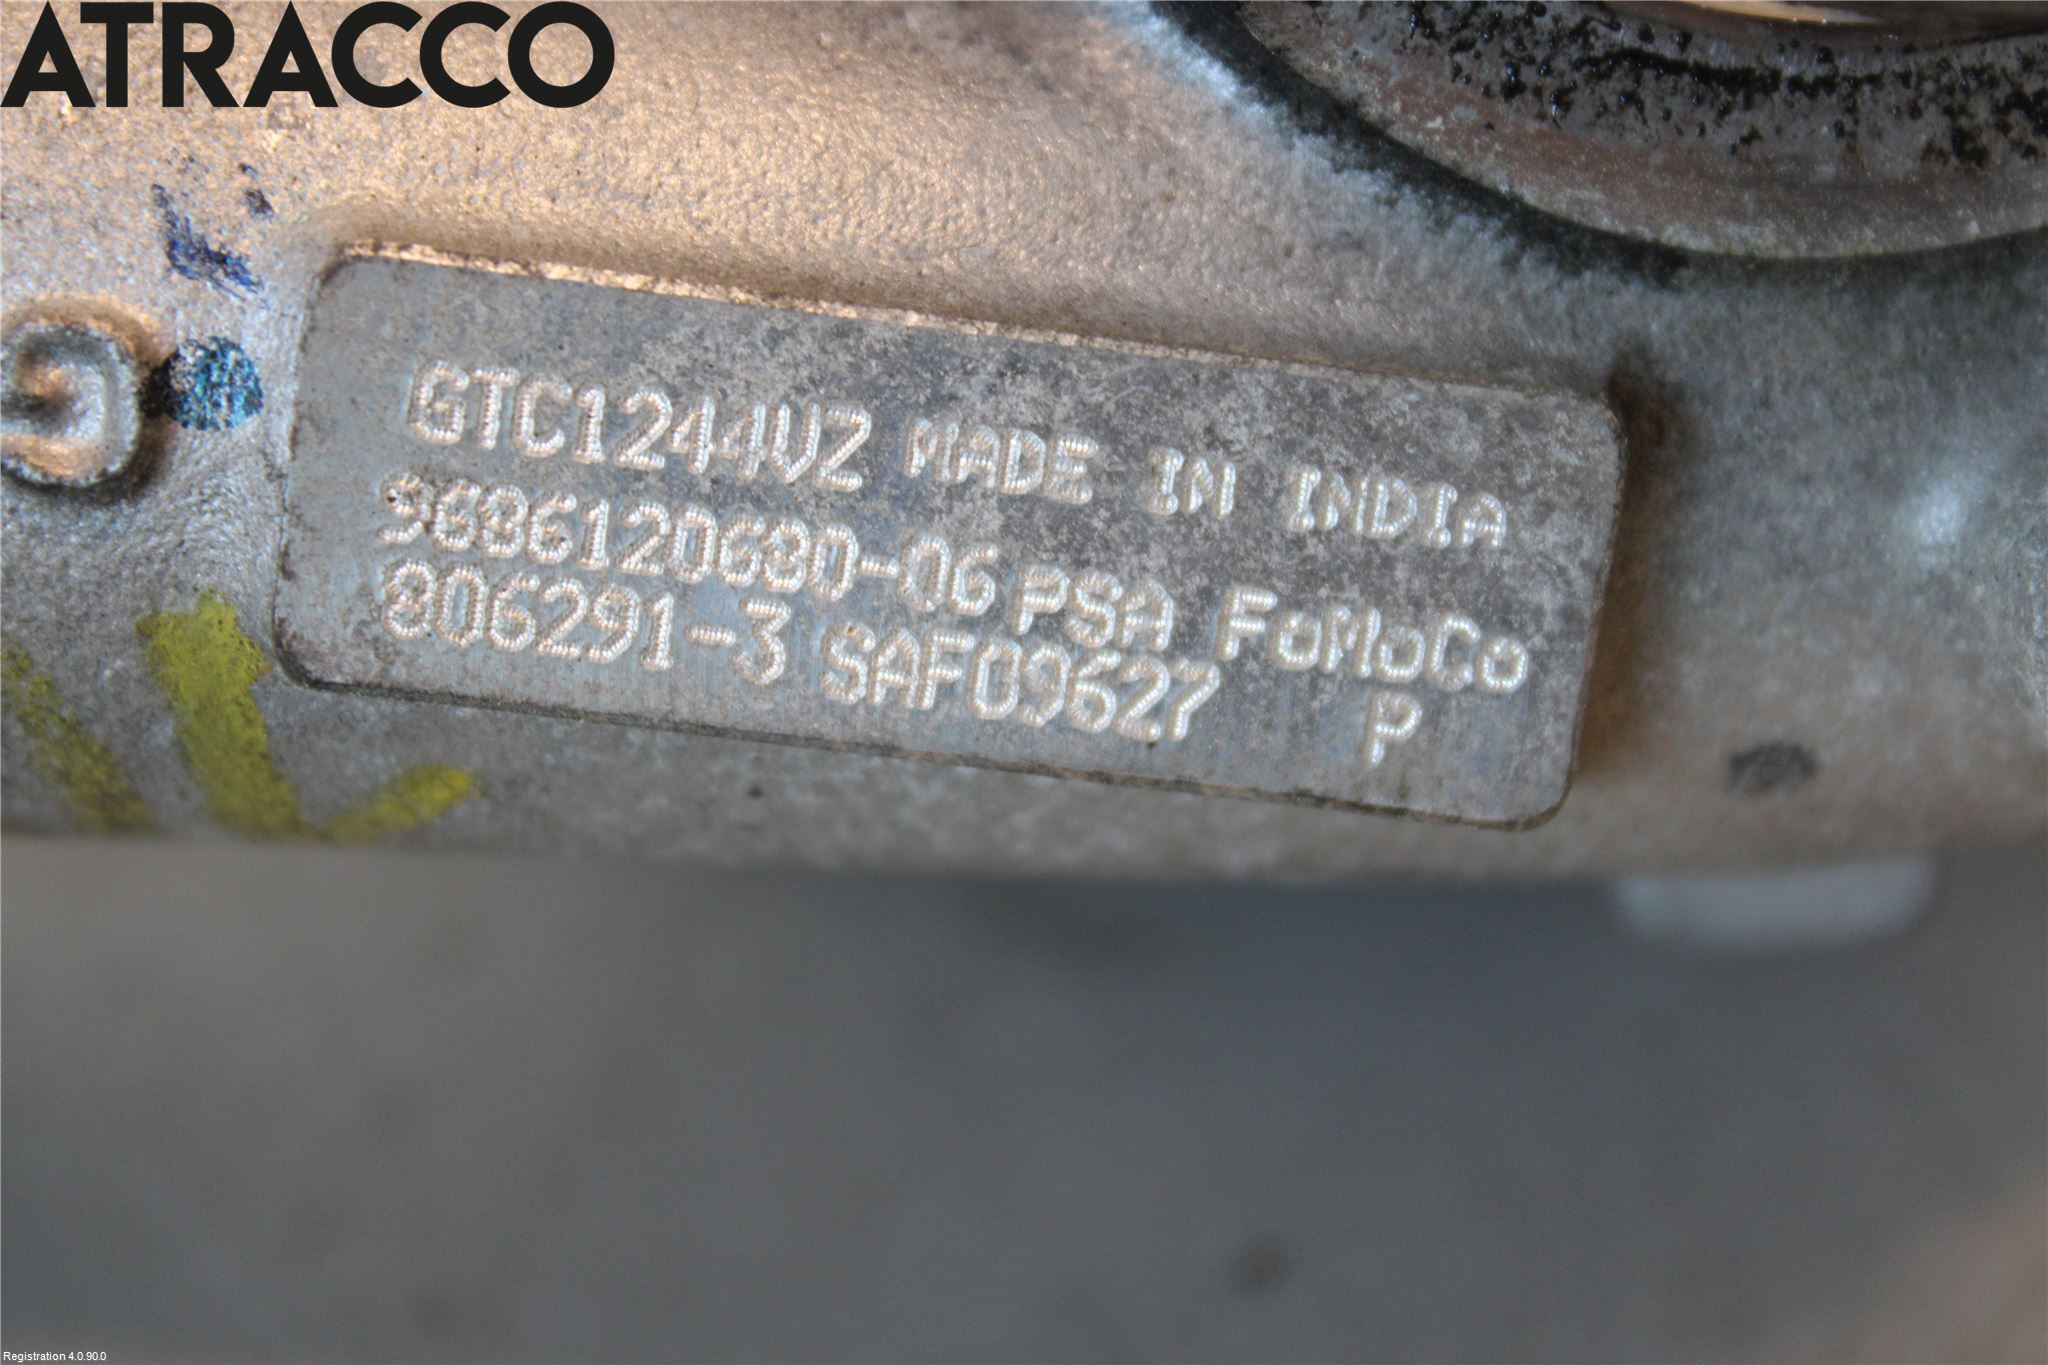 ATRACCO
G
GTC1244VZ MADE IN INDIA
9686120680-06 PSA FoMoCo
806291-3 SAF09627 P
Registration 4.0.90.0